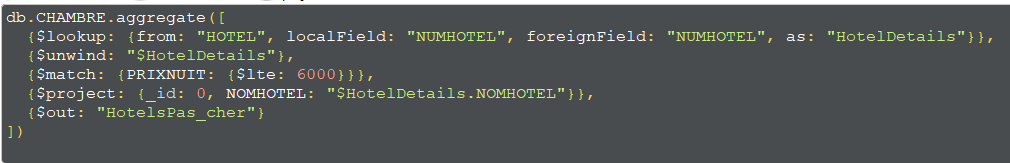 db.CHAMBRE.aggregate([
{$lookup: {from: "HOTEL", localField: "NUMHOTEL", foreignField: "NUMHOTEL", as: "HotelDetails"}},
{$unwind: "$HotelDetails"},
{$match: {PRIXNUIT: {$lte: 6000}}},
{$project: {_id: 0, NOMHOTEL: "$HotelDetails.NOMHOTEL"}},
{$out: "HotelsPas_cher"}
])